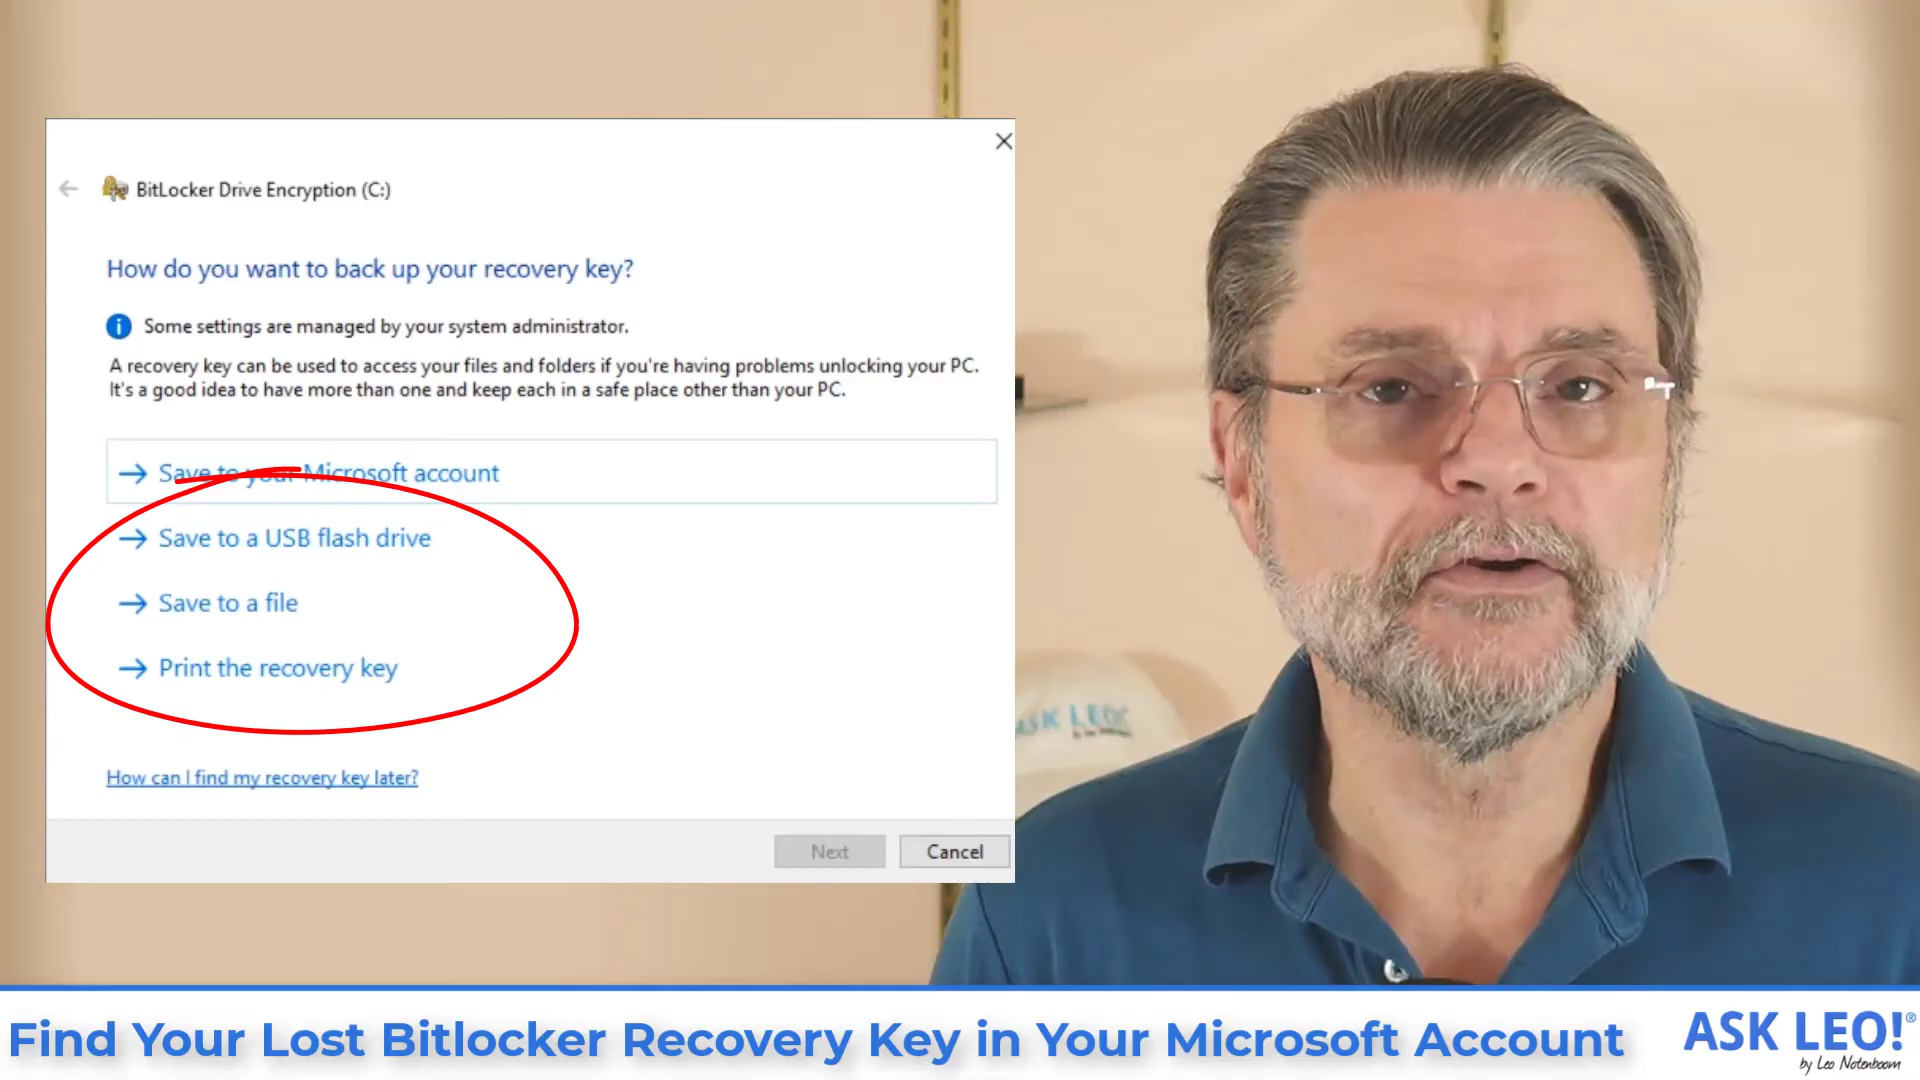 BitLocker Drive Encryption (C:)
How do you want to back up your recovery key?
Some settings are managed by your system administrator.
A recovery key can be used to access your files and folders if you're having problems unlocking your PC.
It's a good idea to have more than one and keep each in a safe place other than your PC.
Save to your Microsoft account
Save to a USB flash drive
Save to a file
Print the recovery key
How can I find my recovery key later?
Next
Cancel
ASK LEO!
Find Your Lost Bitlocker Recovery Key in Your Microsoft Account
ASK LEO!®
by Leo Notenboom